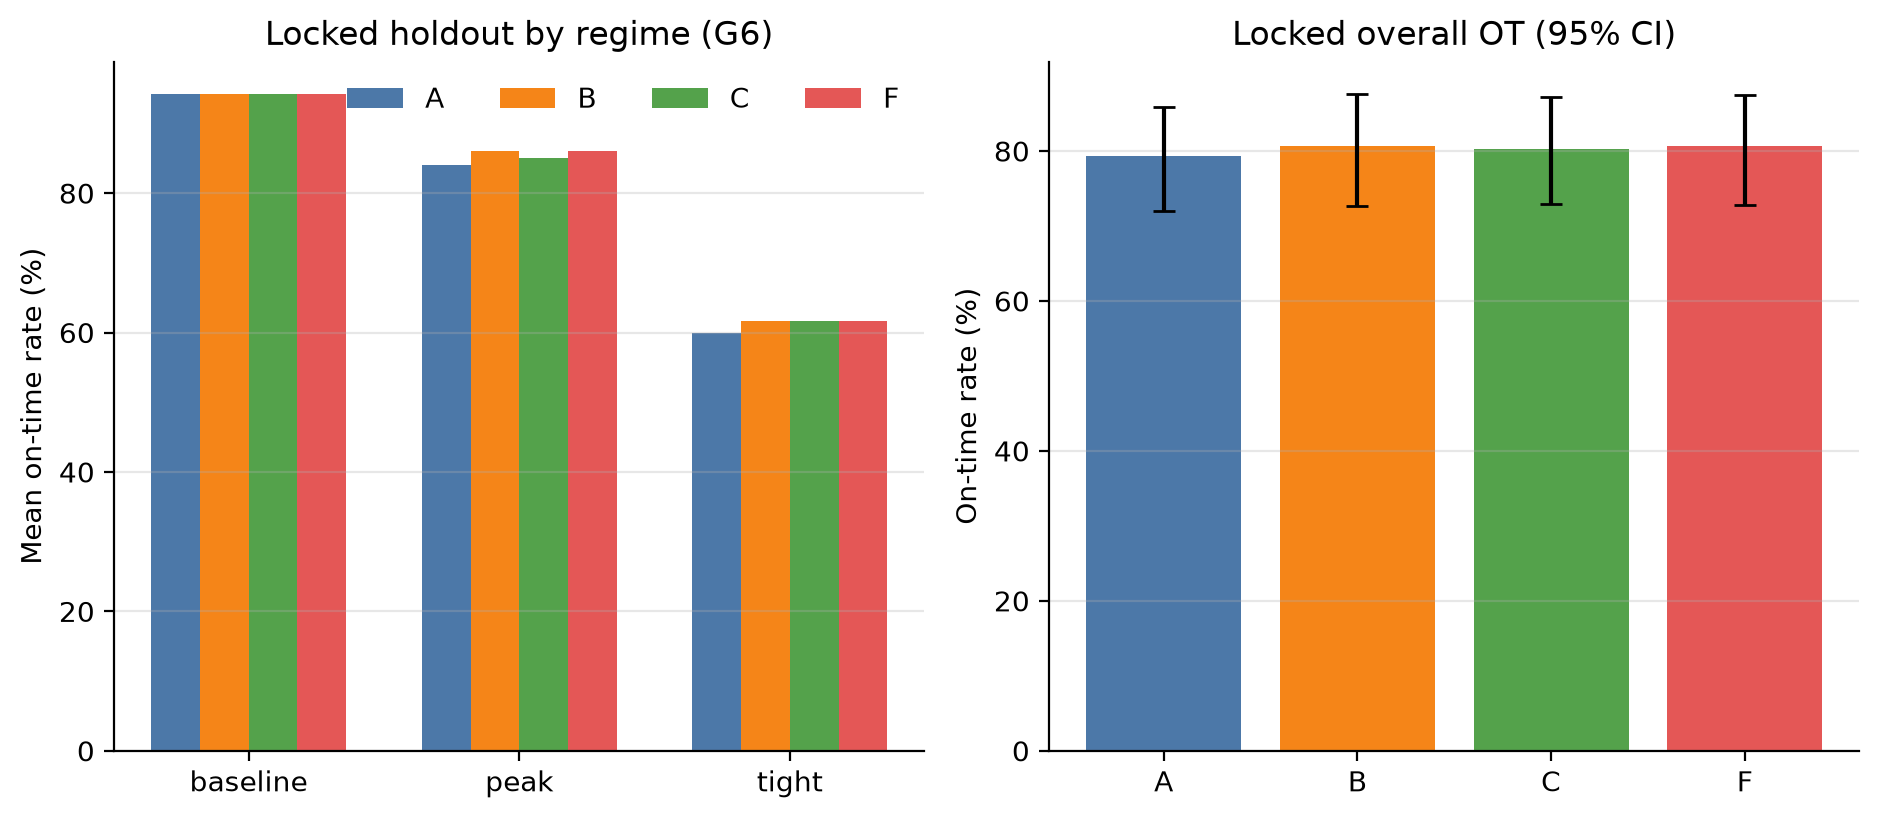 Locked holdout by regime (G6)
A B C F
Mean on-time rate (%)
80
60
40
20
0
baseline peak tight
Locked overall OT (95% CI)
On-time rate (%)
80
60
40
20
0
A B C F